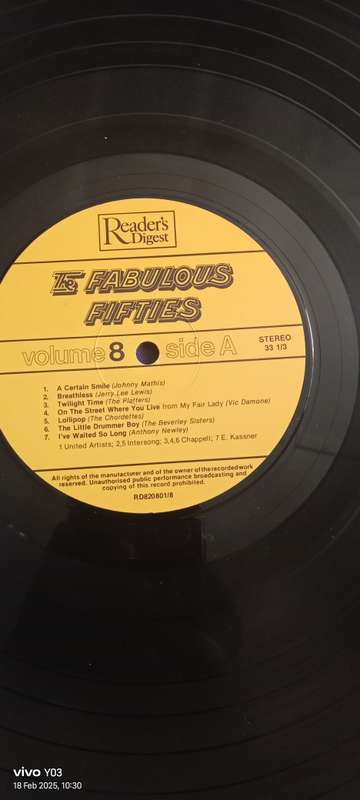 Reader's
Digest
The FABULOUS
FIFTIES
volume 8 side A
STEREO
33 1/3
1. A Certain Smile (Johnny Mathis)
2. Breathless (Jerry Lee Lewis)
3. Twilight Time (The Platters)
4. On The Street Where You Live from My Fair Lady (Vic Damone)
5. Lollipop (The Chordettes)
6. The Little Drummer Boy (The Beverley Sisters)
7. I've Waited So Long (Anthony Newley)
1 United Artists; 2,5 Intersong; 3,4,6 Chappell; 7 E. Kassner
All rights of the manufacturer and of the owner of the recorded work
reserved. Unauthorised public performance broadcasting and
copying of this record prohibited.
RD820801/8
vivo Y03
18 Feb 2025, 10:30